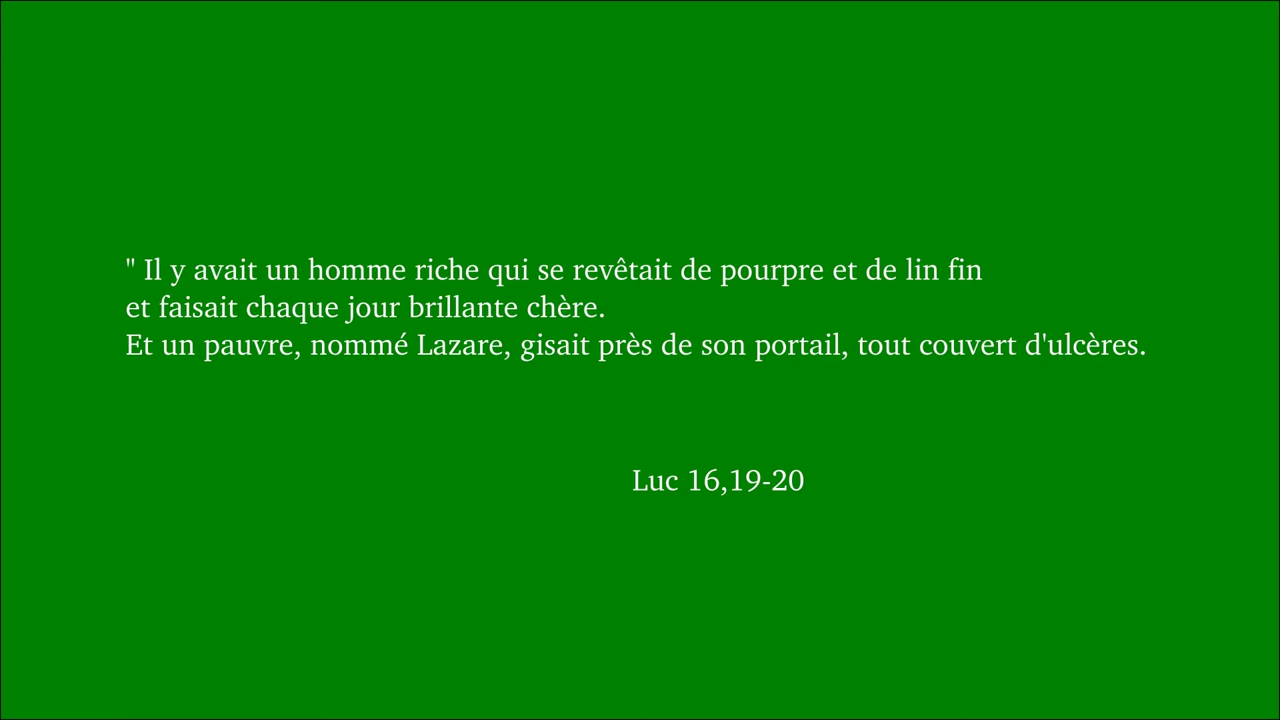 " Il y avait un homme riche qui se revêtait de pourpre et de lin fin
et faisait chaque jour brillante chère.
Et un pauvre, nommé Lazare, gisait près de son portail, tout couvert d'ulcères.
Luc 16,19-20